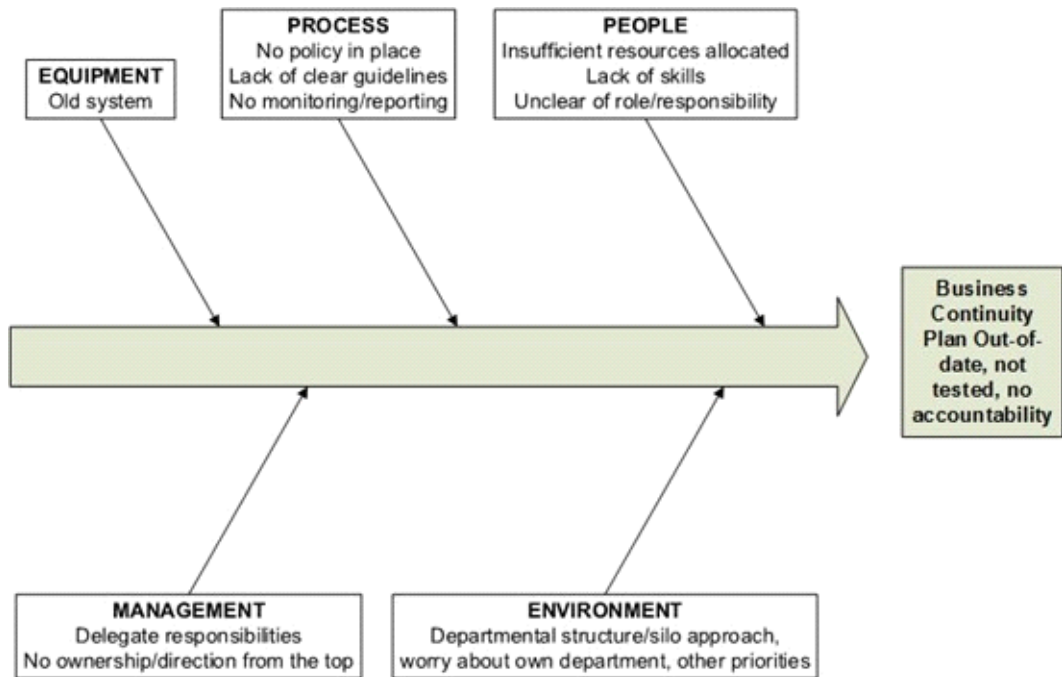 EQUIPMENT
Old system
PROCESS
No policy in place
Lack of clear guidelines
No monitoring/reporting
PEOPLE
Insufficient resources allocated
Lack of skills
Unclear of role/responsibility
Business
Continuity
Plan Out-of-
date, not
tested, no
accountability
MANAGEMENT
Delegate responsibilities
No ownership/direction from the top
ENVIRONMENT
Departmental structure/silo approach,
worry about own department, other priorities